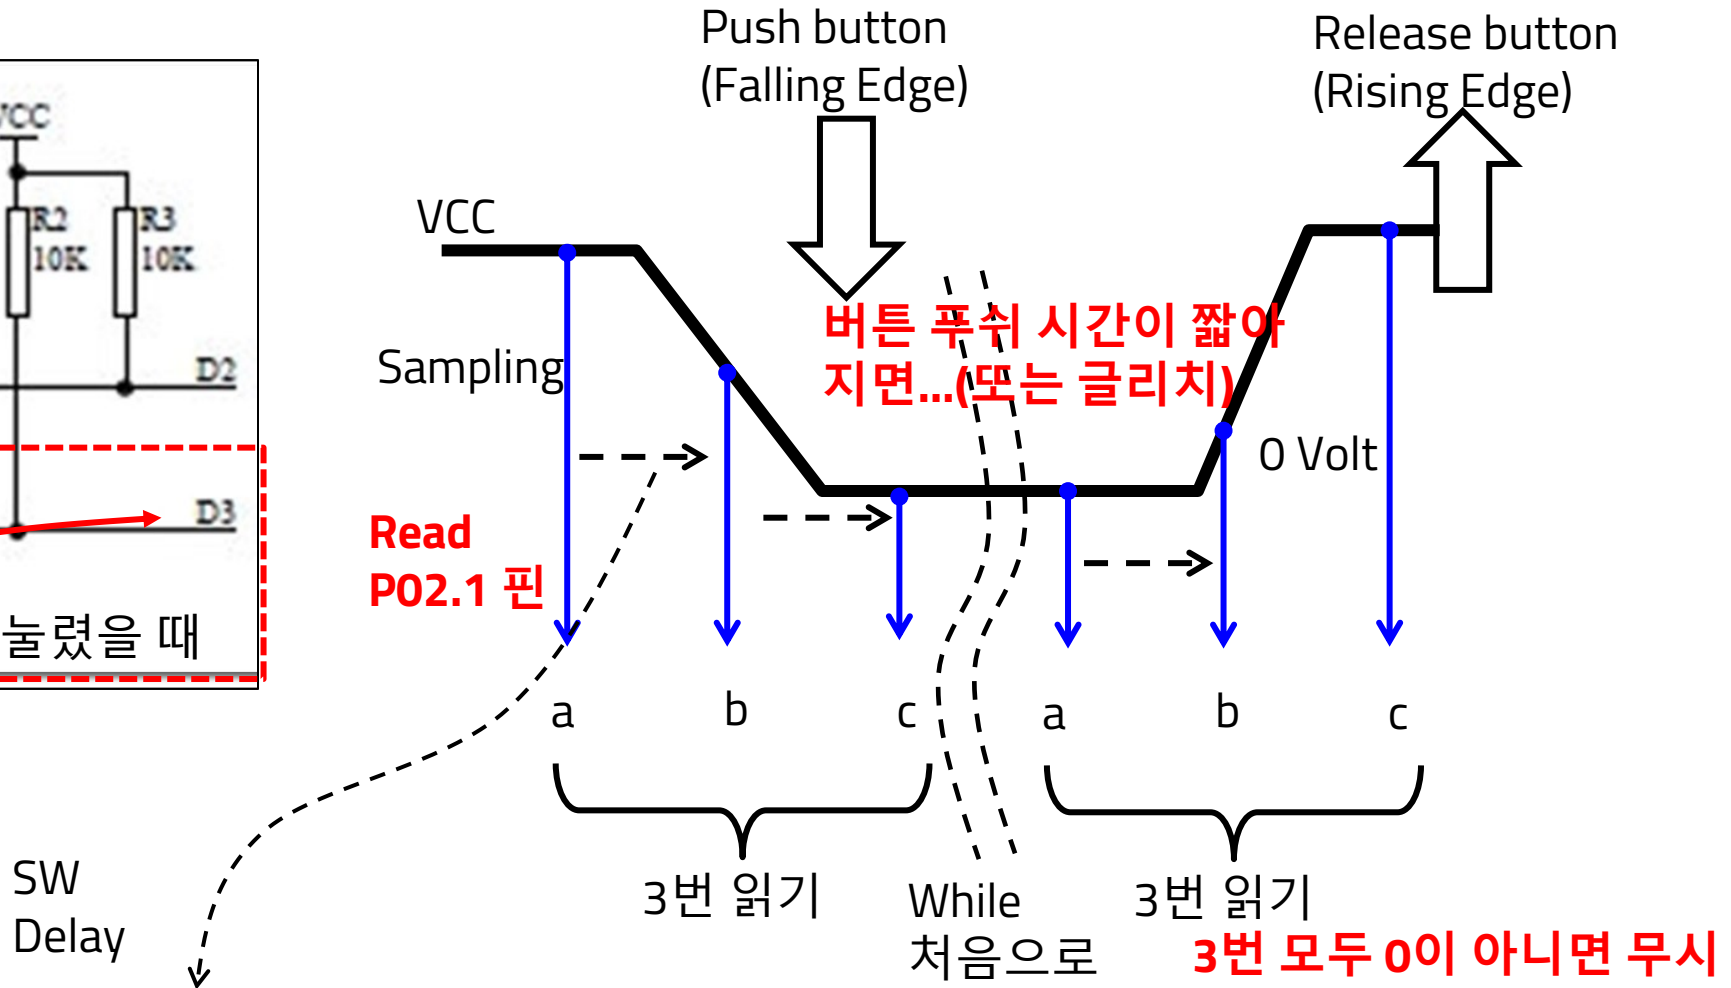 Push button
(Falling Edge)
Release button
(Rising Edge)
VCC
R2
10K
R3
10K
D2
D3
눌렸을 때
VCC
Sampling
버튼 푸쉬 시간이 짧아
지면...(또는 글리치)
0 Volt
Read
P02.1 핀
a
b
c
a
b
c
SW
Delay
3번 읽기
While
처음으로
3번 읽기
3번 모두 0이 아니면 무시